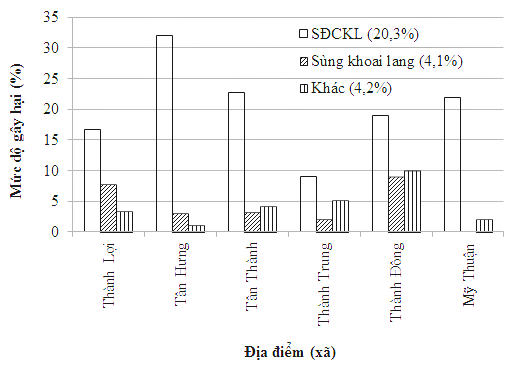 35
30
25
20
15
10
5
0
Mức độ gây hại (%)
SĐCKL (20,3%)
Sùng khoai lang (4,1%)
Khác (4,2%)
Thành Lợi
Tân Hưng
Tân Thành
Thành Trung
Thành Đông
Mỹ Thuận
Địa điểm (xã)